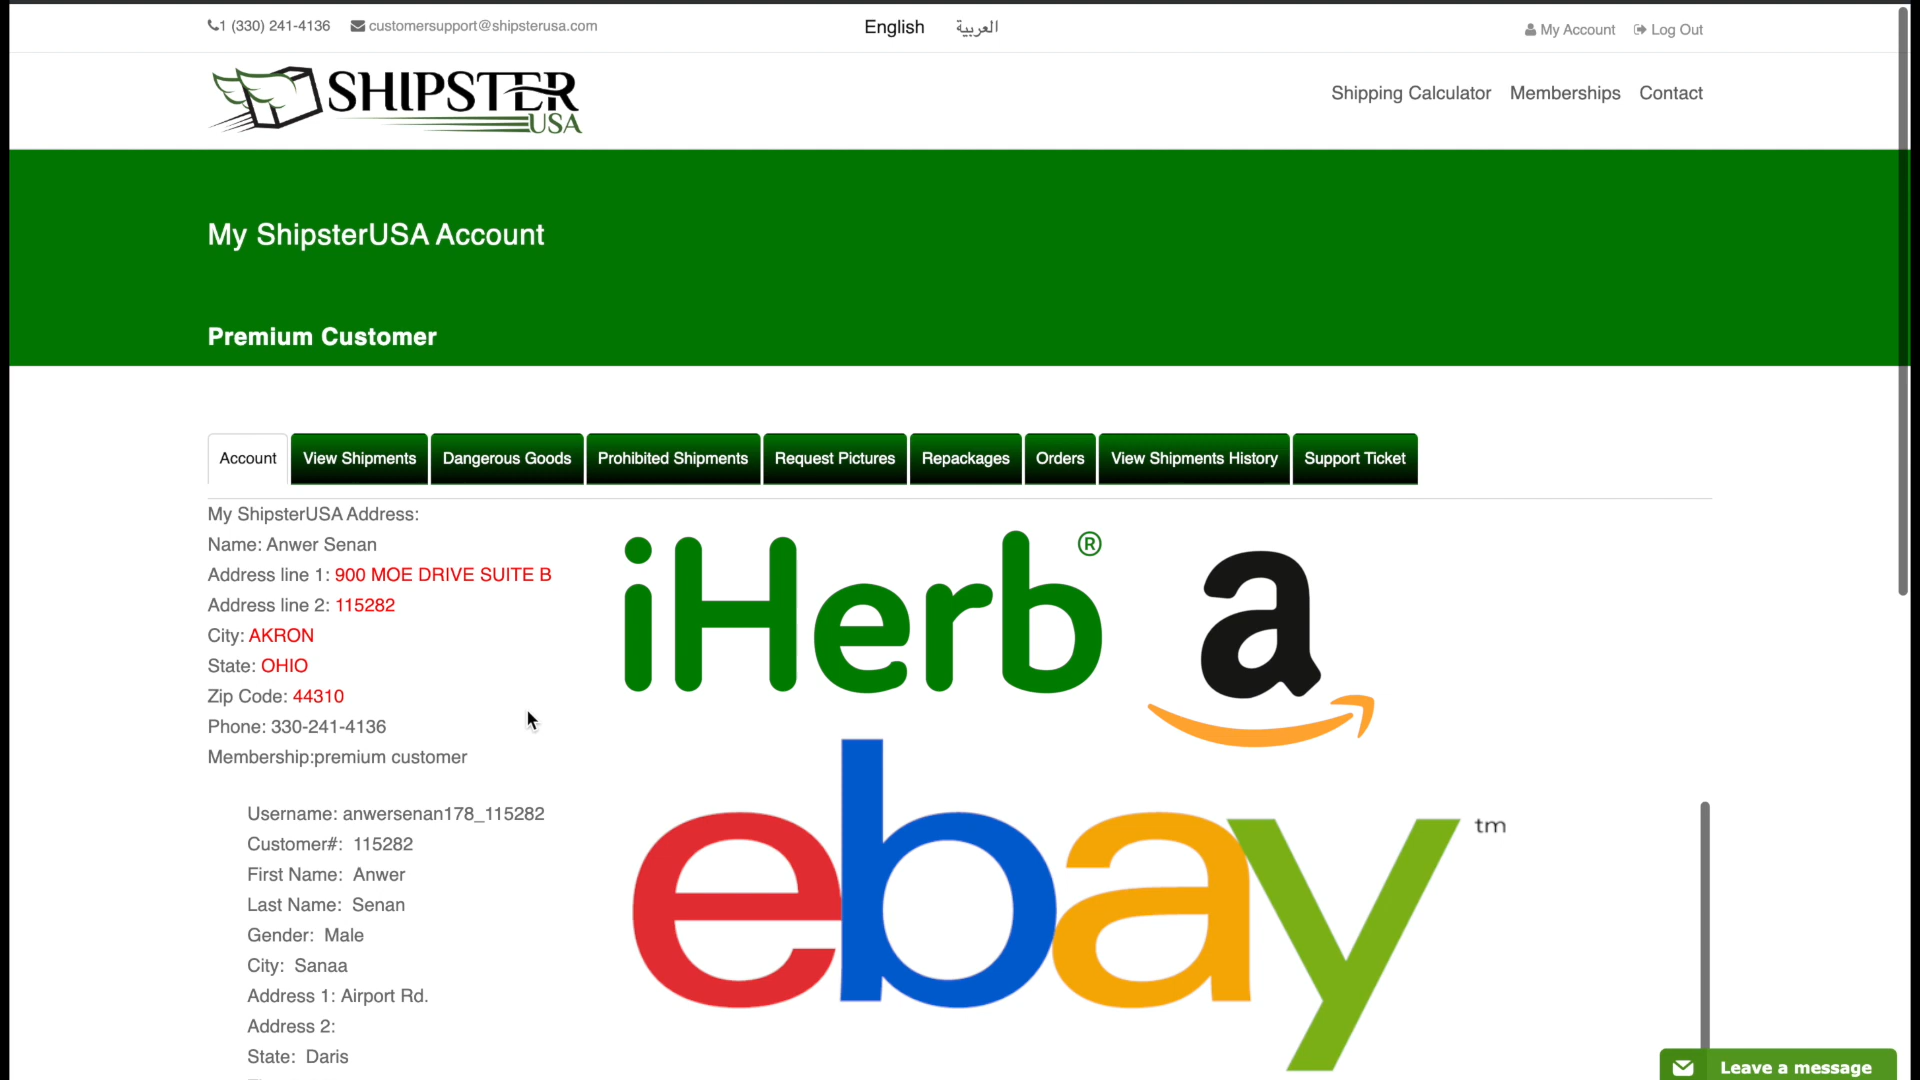 1 (330) 241-4136
customersupport@shipsterusa.com
English
العربية
My Account
Log Out
SHIPSTER
USA
Shipping Calculator
Memberships
Contact
My ShipsterUSA Account
Premium Customer
Account
View Shipments
Dangerous Goods
Prohibited Shipments
Request Pictures
Repackages
Orders
View Shipments History
Support Ticket
My ShipsterUSA Address:
Name: Anwer Senan
Address line 1: 900 MOE DRIVE SUITE B
Address line 2: 115282
City: AKRON
State: OHIO
Zip Code: 44310
Phone: 330-241-4136
Membership:premium customer
iHerb®
a
ebay tm
Username: anwersenan178_115282
Customer#: 115282
First Name: Anwer
Last Name: Senan
Gender: Male
City: Sanaa
Address 1: Airport Rd.
Address 2:
State: Daris
Leave a message